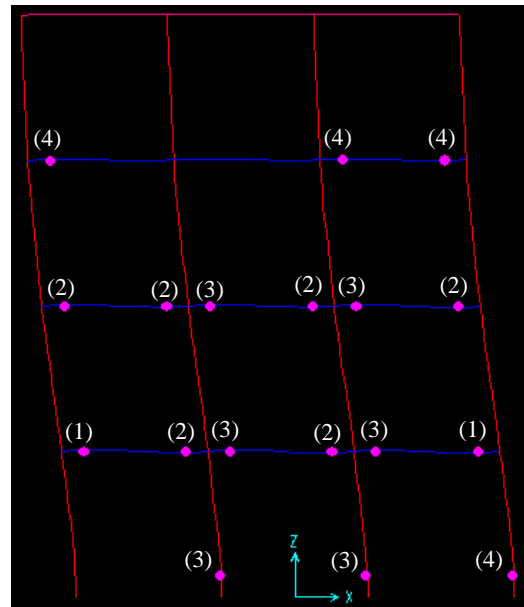 (4) (4) (4)
(2) (2) (3) (2) (3) (2)
(1) (2) (3) (2) (3) (1)
Z
(3) (3) (4)
X